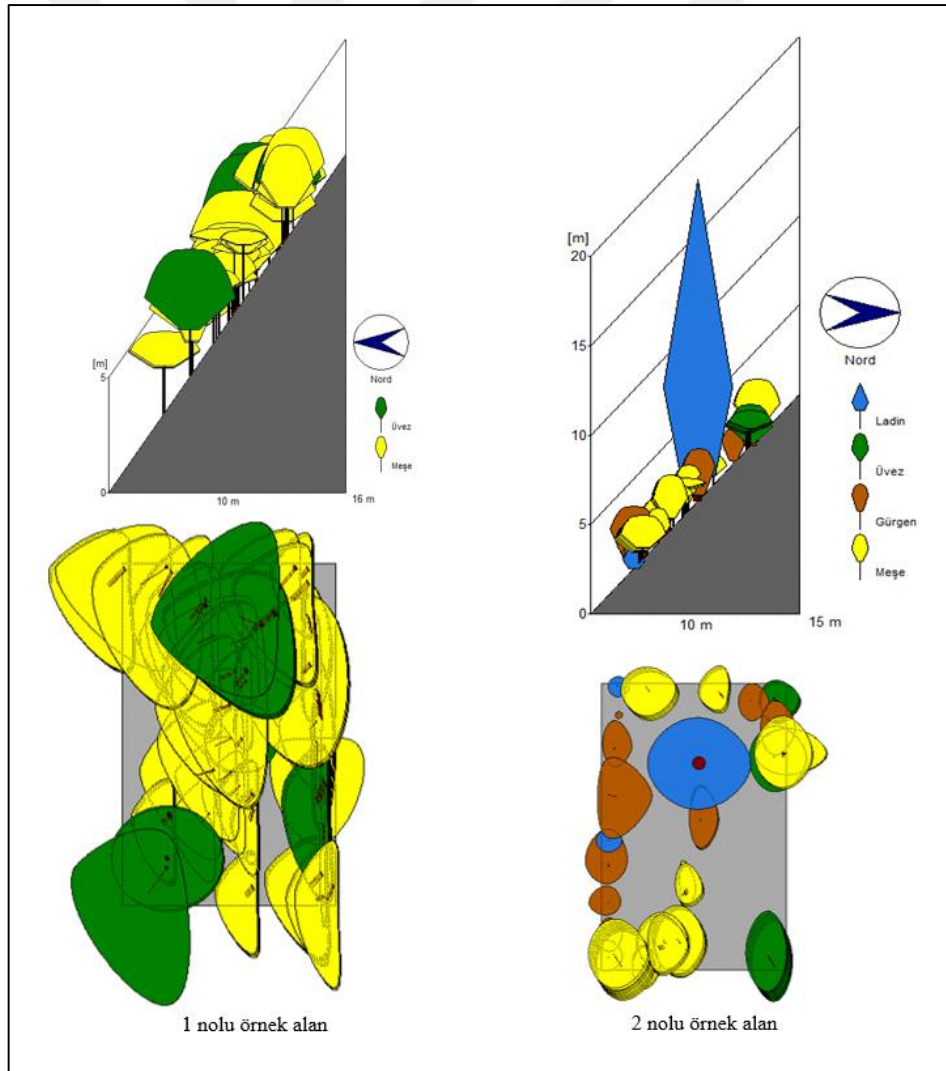 [m]
5
0
10 m
16 m
Nord
Üvez
Meşe
1 nolu örnek alan
[m]
20
15
10
5
0
10 m
15 m
Nord
Ladin
Üvez
Gürgen
Meşe
2 nolu örnek alan